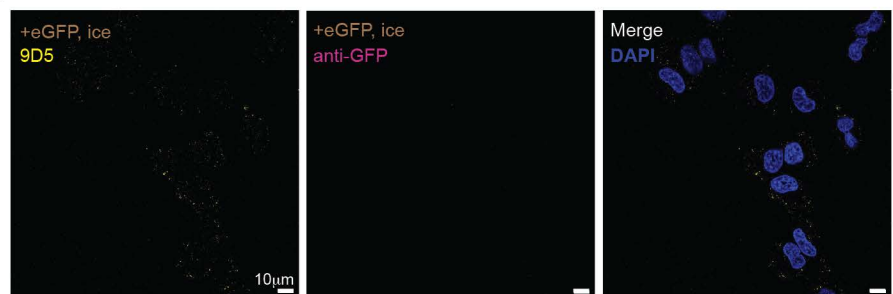 +eGFP, ice
9D5
10μm
+eGFP, ice
anti-GFP
Merge
DAPI